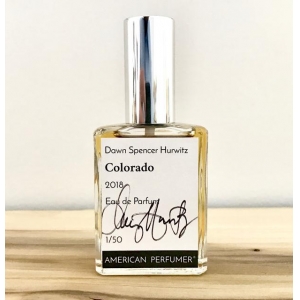 Dawn Spencer Hurwitz
Colorado
2018
Eau de Parfum
1/50
AMERICAN PERFUMER®